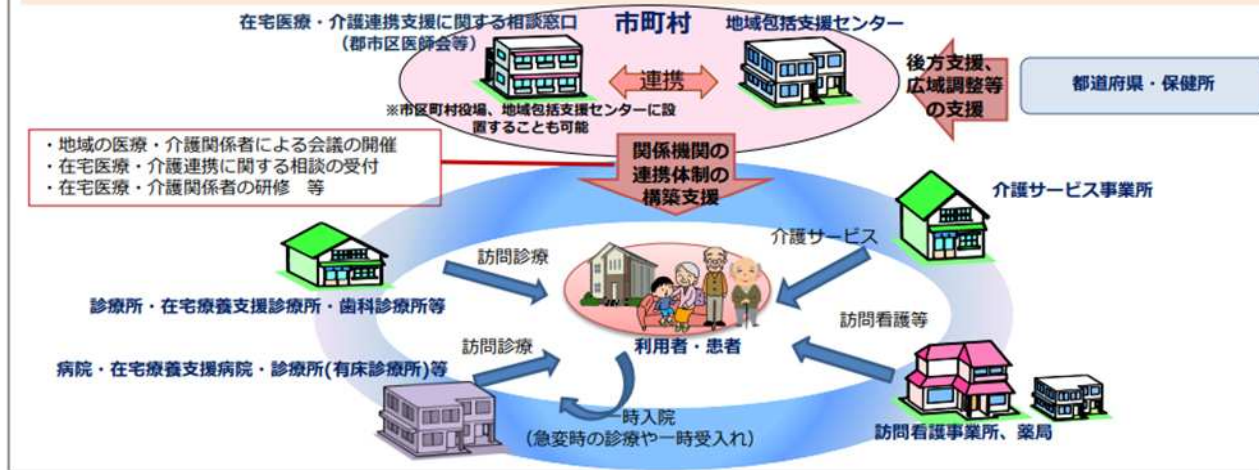 在宅医療・介護連携支援に関する相談窓口
(郡市区医師会等)
市町村
地域包括支援センター
連携
※市区町村役場、地域包括支援センターに設
置することも可能
後方支援、
広域調整等
の支援
都道府県・保健所
・地域の医療・介護関係者による会議の開催
・在宅医療・介護連携に関する相談の受付
・在宅医療・介護関係者の研修　等
関係機関の
連携体制の
構築支援
介護サービス事業所
訪問診療
介護サービス
診療所・在宅療養支援診療所・歯科診療所等
訪問看護等
訪問診療
利用者・患者
病院・在宅療養支援病院・診療所(有床診療所)等
一時入院
(急変時の診療や一時受入れ)
訪問看護事業所、薬局